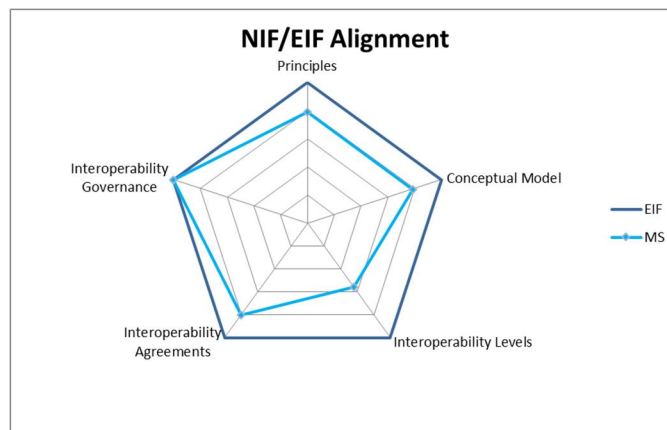 NIF/EIF Alignment
Principles
Interoperability
Governance
Conceptual Model
EIF
MS
Interoperability
Agreements
Interoperability Levels